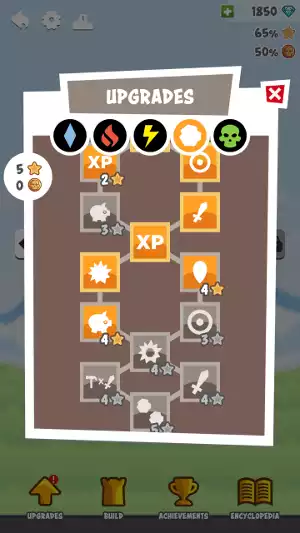 1850
65%
50%
UPGRADES
5
0
XP
2
3
XP
4
4
3
7x
4
4
5
UPGRADES
BUILD
ACHIEVEMENTS
ENCYCLOPEDIA